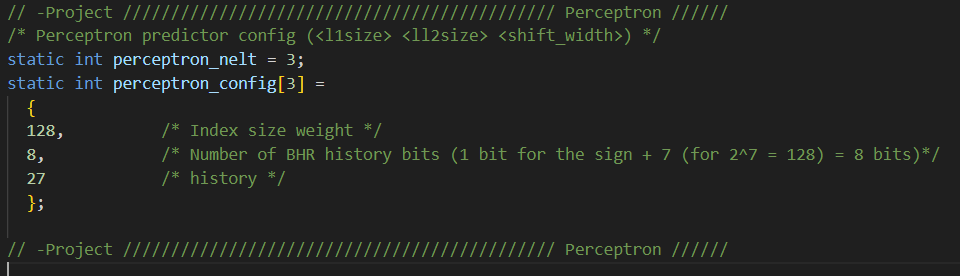 // -Project ///////////////////////////////////////////// Perceptron //////
/* Perceptron predictor config (<l1size> <ll2size> <shift_width>) */
static int perceptron_nelt = 3;
static int perceptron_config[3] =
{
128, /* Index size weight */
8, /* Number of BHR history bits (1 bit for the sign + 7 (for 2^7 = 128) = 8 bits)*/
27 /* history */
};
// -Project ///////////////////////////////////////////// Perceptron //////